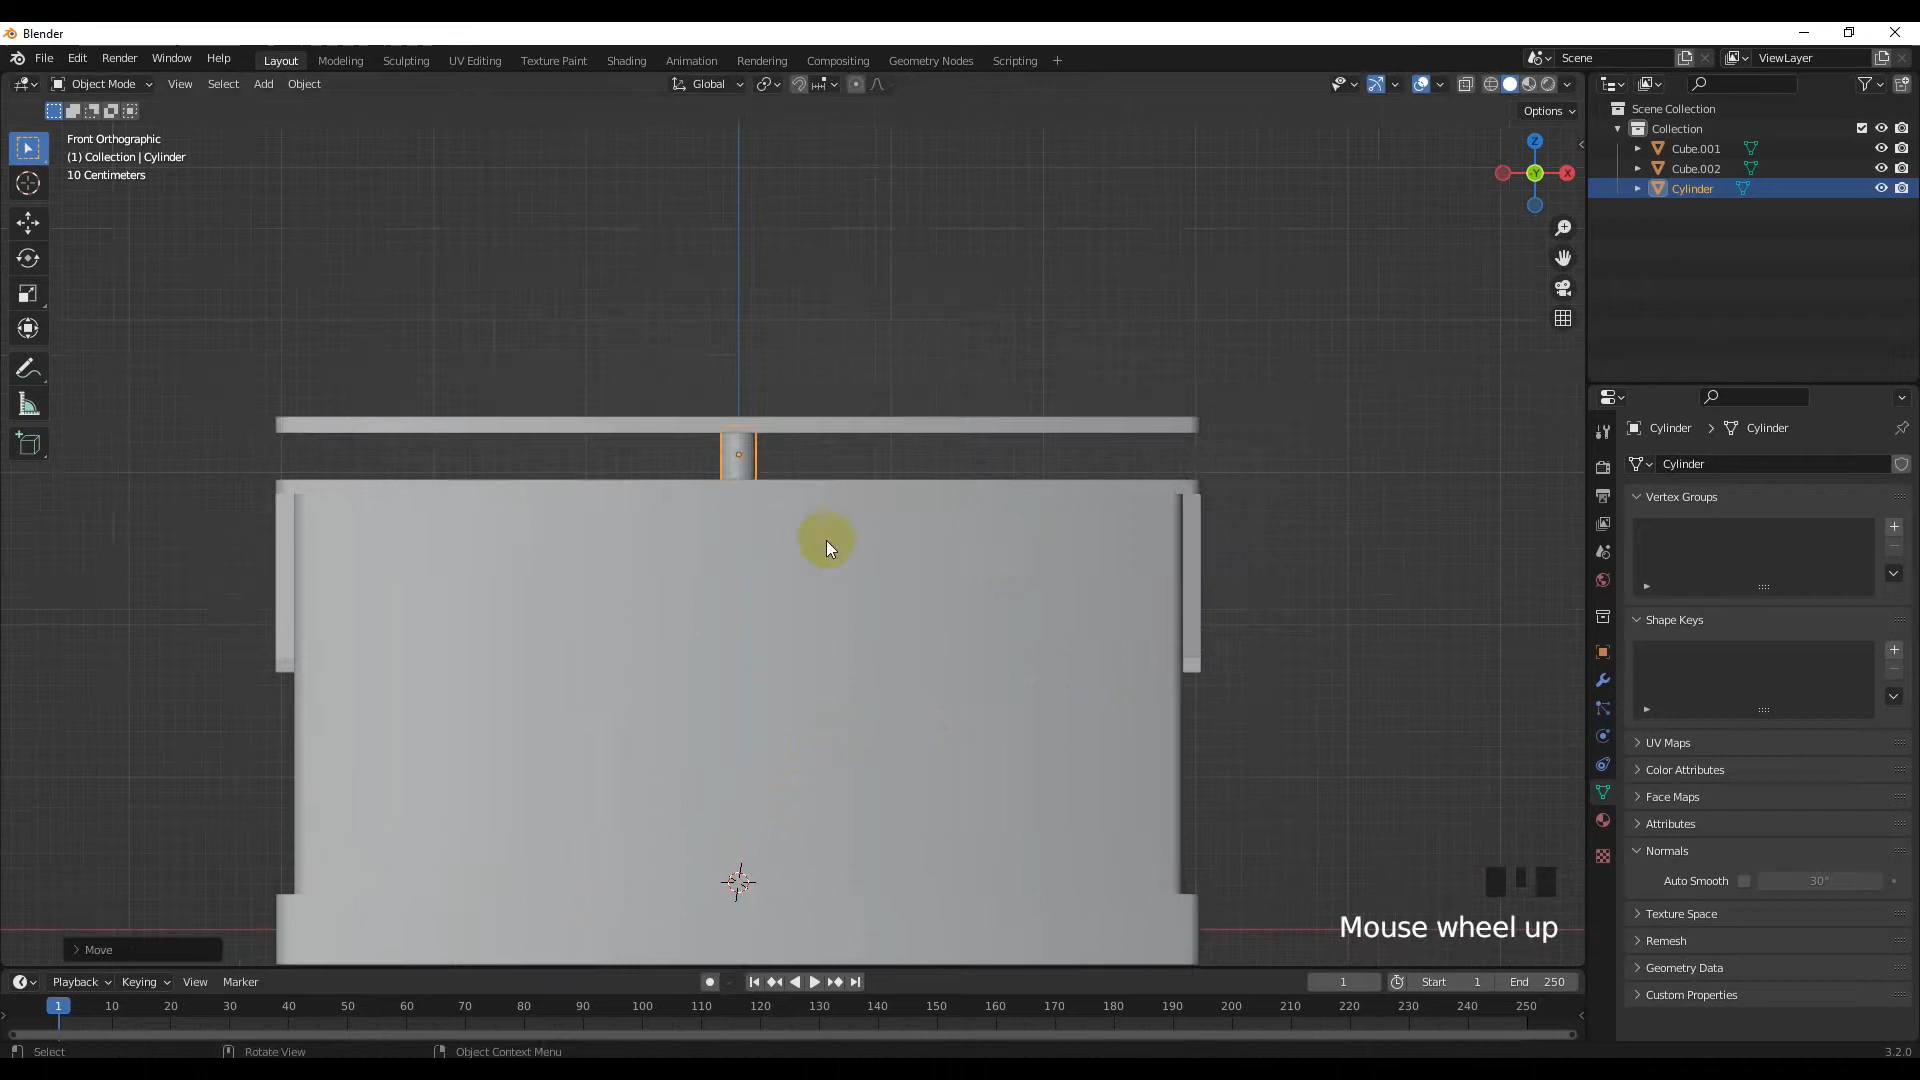 Blender
File Edit Render Window Help Layout Modeling Sculpting UV Editing Texture Paint Shading Animation Rendering Compositing Geometry Nodes Scripting + Scene ViewLayer
Object Mode View Select Add Object Global
Options
Front Orthographic
(1) Collection | Cylinder
10 Centimeters
Z
-Y
X
Scene Collection
Collection
Cube.001
Cube.002
Cylinder
Cylinder > Cylinder
Cylinder
Vertex Groups
Shape Keys
UV Maps
Color Attributes
Face Maps
Attributes
Normals
Auto Smooth 30°
Texture Space
Remesh
Geometry Data
Custom Properties
Mouse wheel up
> Move
Playback Keying View Marker 1 Start 1 End 250
1 10 20 30 40 50 60 70 80 90 100 110 120 130 140 150 160 170 180 190 200 210 220 230 240 250
Select Rotate View Object Context Menu 3.2.0